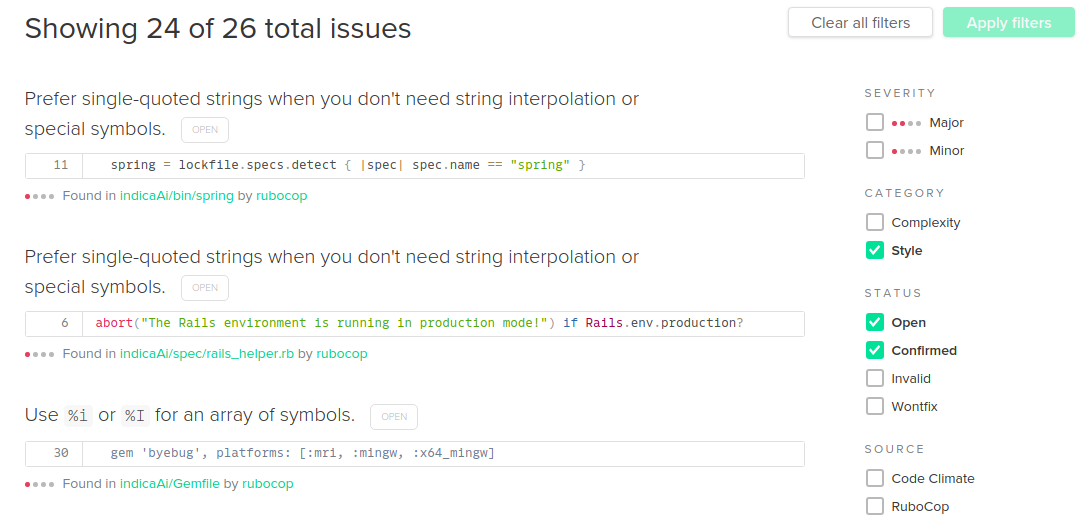 Showing 24 of 26 total issues
Clear all filters
Apply filters
Prefer single-quoted strings when you don't need string interpolation or
special symbols. OPEN
11 spring = lockfile.specs.detect { |spec| spec.name == "spring" }
Found in indicaAi/bin/spring by rubocop
Prefer single-quoted strings when you don't need string interpolation or
special symbols. OPEN
6 abort("The Rails environment is running in production mode!") if Rails.env.production?
Found in indicaAi/spec/rails_helper.rb by rubocop
Use %i or %I for an array of symbols. OPEN
30 gem 'byebug', platforms: [:mri, :mingw, :x64_mingw]
Found in indicaAi/Gemfile by rubocop
SEVERITY
Major
Minor
CATEGORY
Complexity
Style
STATUS
Open
Confirmed
Invalid
Wontfix
SOURCE
Code Climate
RuboCop